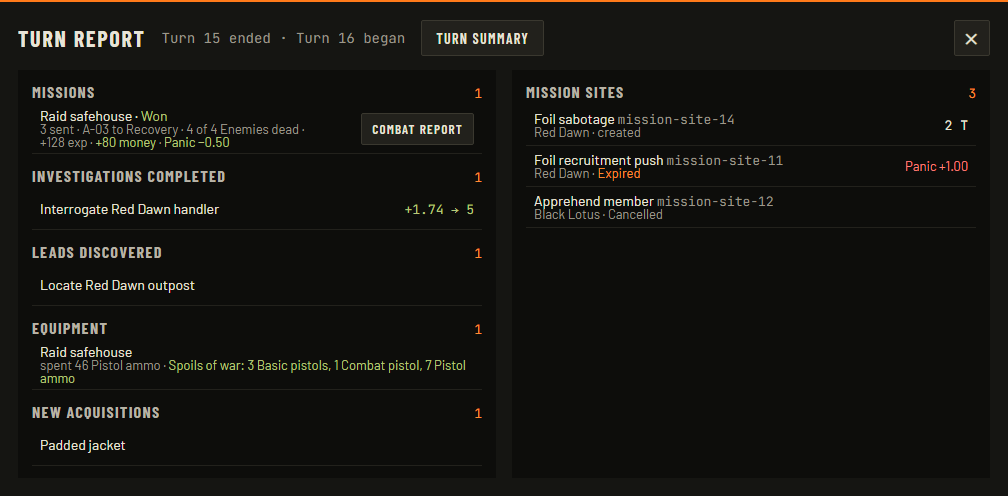 TURN REPORT Turn 15 ended · Turn 16 began TURN SUMMARY ✕
MISSIONS 1
Raid safehouse · Won
3 sent · A-03 to Recovery · 4 of 4 Enemies dead ·
+128 exp · +80 money · Panic −0.50
COMBAT REPORT
INVESTIGATIONS COMPLETED 1
Interrogate Red Dawn handler +1.74 → 5
LEADS DISCOVERED 1
Locate Red Dawn outpost
EQUIPMENT 1
Raid safehouse
spent 46 Pistol ammo · Spoils of war: 3 Basic pistols, 1 Combat pistol, 7 Pistol
ammo
NEW ACQUISITIONS 1
Padded jacket
MISSION SITES 3
Foil sabotage mission-site-14
Red Dawn · created
2 T
Foil recruitment push mission-site-11
Red Dawn · Expired
Panic +1.00
Apprehend member mission-site-12
Black Lotus · Cancelled